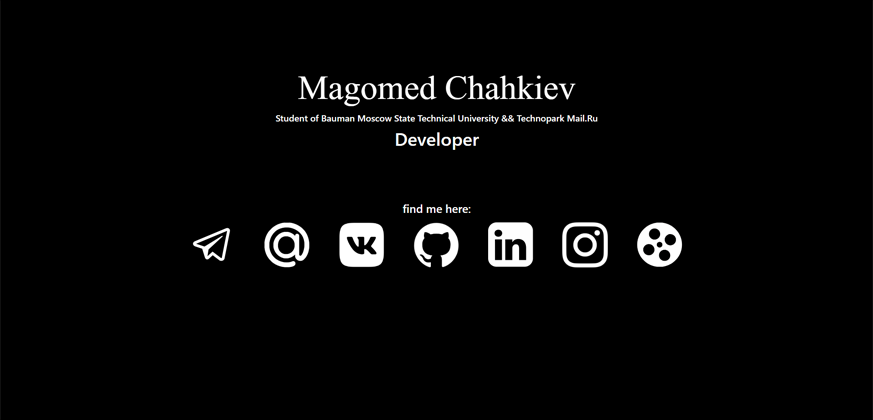 Magomed Chahkiev
Student of Bauman Moscow State Technical University && Technopark Mail.Ru
Developer
find me here: